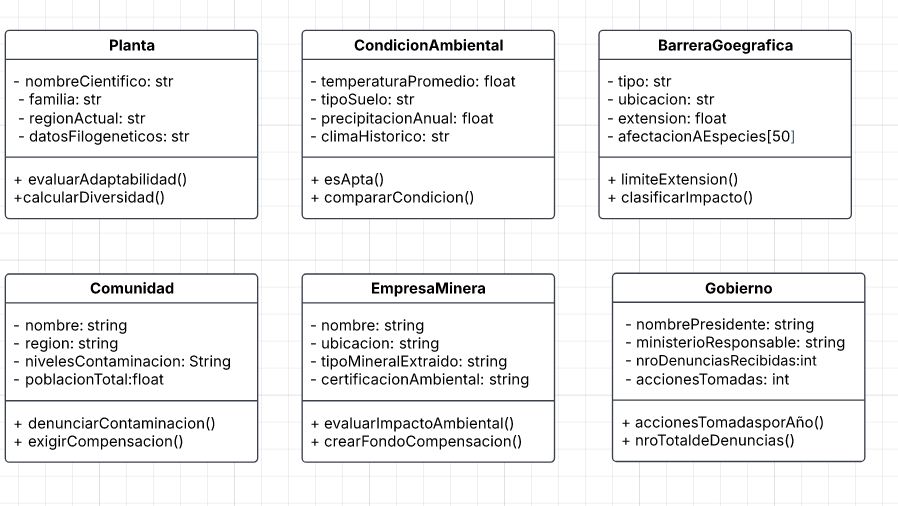 Planta
- nombreCientifico: str
- familia: str
- regionActual: str
- datosFilogeneticos: str
+ evaluarAdaptabilidad()
+calcularDiversidad()
CondicionAmbiental
- temperaturaPromedio: float
- tipoSuelo: str
- precipitacionAnual: float
- climaHistorico: str
+ esApta()
+ compararCondicion()
BarreraGoegrafica
- tipo: str
- ubicacion: str
- extension: float
- afectacionAEspecies[50]
+ limiteExtension()
+ clasificarImpacto()
Comunidad
- nombre: string
- region: string
- nivelesContaminacion: String
- poblacionTotal:float
+ denunciarContaminacion()
+ exigirCompensacion()
EmpresaMinera
- nombre: string
- ubicacion: string
- tipoMineralExtraido: string
- certificacionAmbiental: string
+ evaluarImpactoAmbiental()
+ crearFondoCompensacion()
Gobierno
- nombrePresidente: string
- ministerioResponsable: string
- nroDenunciasRecibidas:int
- accionesTomadas: int
+ accionesTomadasporAño()
+ nroTotaldeDenuncias()